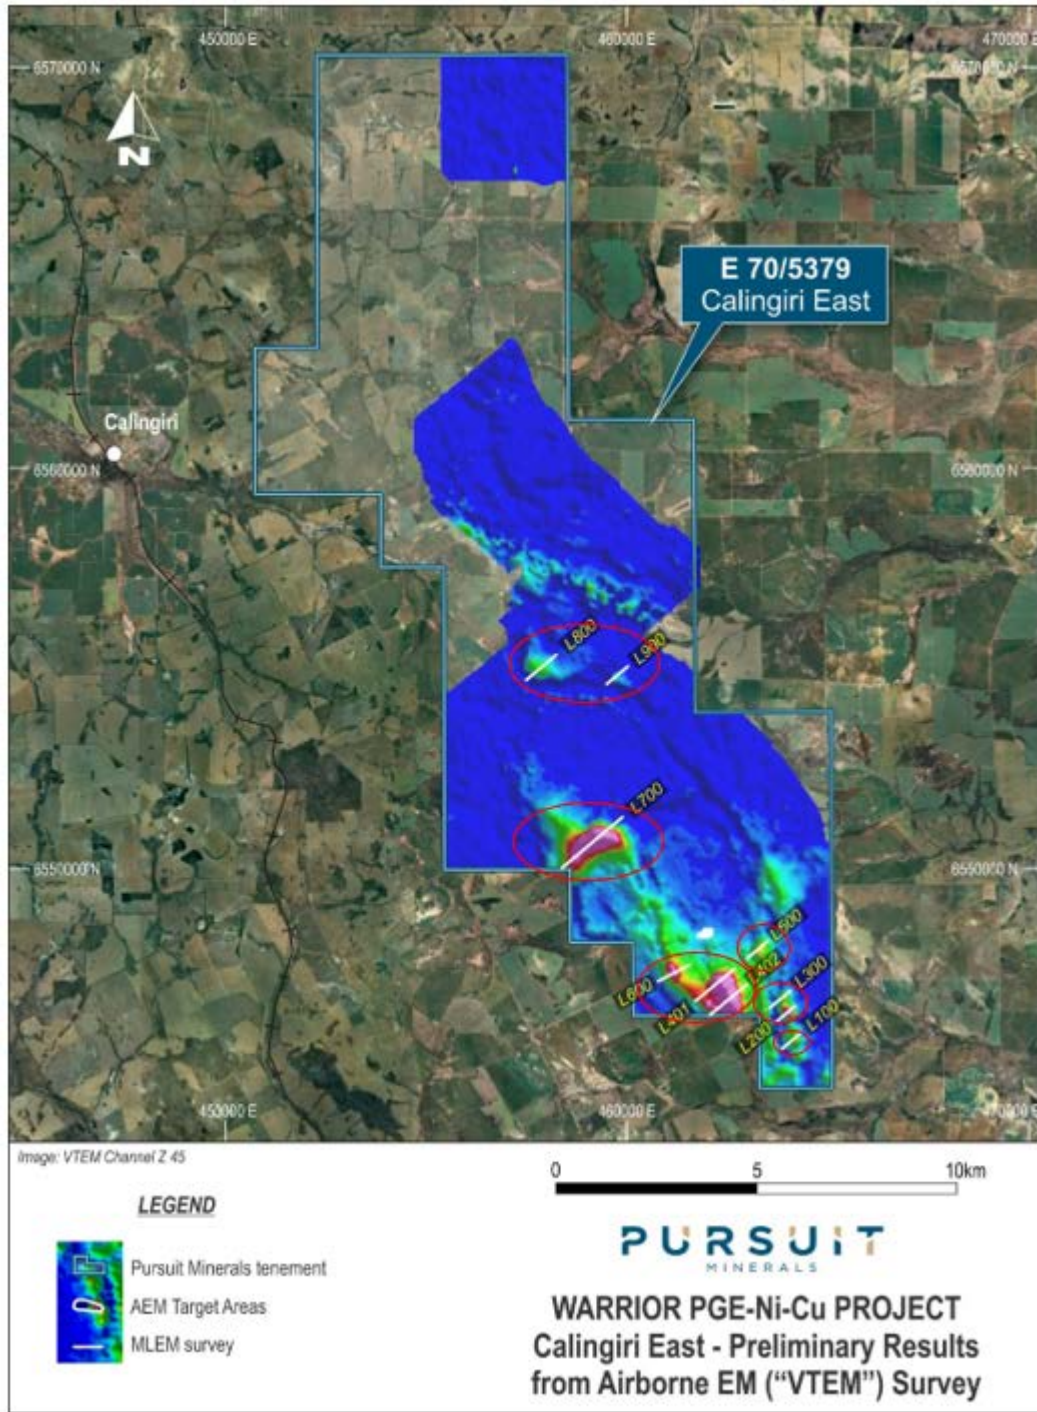 450000 E
460000 E
470000 E
6570000 N
6570000 N
N
E 70/5379
Calingiri East
Calingiri
6560000 N
6560000 N
L800
L900
L700
6550000 N
6550000 N
L500
L402
L600
L300
L401
L200
L100
450000 E
460000 E
470000 E
Image: VTEM Channel Z 45
0 5 10km
LEGEND
Pursuit Minerals tenement
AEM Target Areas
MLEM survey
PURSUIT
MINERALS
WARRIOR PGE-Ni-Cu PROJECT
Calingiri East - Preliminary Results
from Airborne EM (“VTEM”) Survey